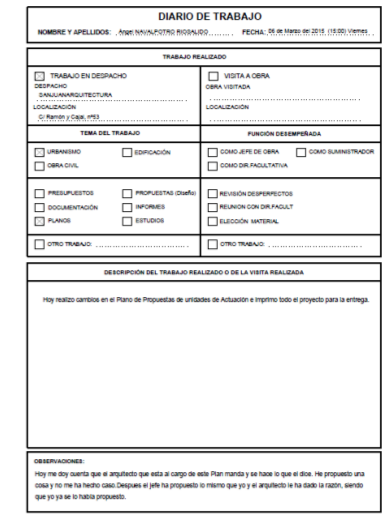 DIARIO DE TRABAJO
NOMBRE Y APELLIDOS: Angel NAVALPOTRO RIOSALIDO FECHA: 06 de Marzo del 2015 (15:00) Viernes
TRABAJO REALIZADO
TRABAJO EN DESPACHO
DESPACHO
SANJUANARQUITECTURA
LOCALIZACIÓN
C/ Ramón y Cajal, nº53
VISITA A OBRA
OBRA VISITADA
LOCALIZACIÓN
TEMA DEL TRABAJO
URBANISMO EDIFICACIÓN
OBRA CIVIL
FUNCIÓN DESEMPEÑADA
COMO JEFE DE OBRA COMO SUMINISTRADOR
COMO DIR.FACULTATIVA
PRESUPUESTOS PROPUESTAS (Diseño)
DOCUMENTACIÓN INFORMES
PLANOS ESTUDIOS
REVISIÓN DESPERFECTOS
REUNION CON DIR.FACULT
ELECCIÓN MATERIAL
OTRO TRABAJO:
OTRO TRABAJO:
DESCRIPCIÓN DEL TRABAJO REALIZADO O DE LA VISITA REALIZADA
Hoy realizo cambios en el Plano de Propuestas de unidades de Actuación e imprimo todo el proyecto para la entrega.
OBSERVACIONES:
Hoy me doy cuenta que el arquitecto que esta al cargo de este Plan manda y se hace lo que el dice. He propuesto una
cosa y no me ha hecho caso.Despues el jefe ha propuesto lo mismo que yo y el arquitecto le ha dado la razón, siendo
que yo ya se lo había propuesto.